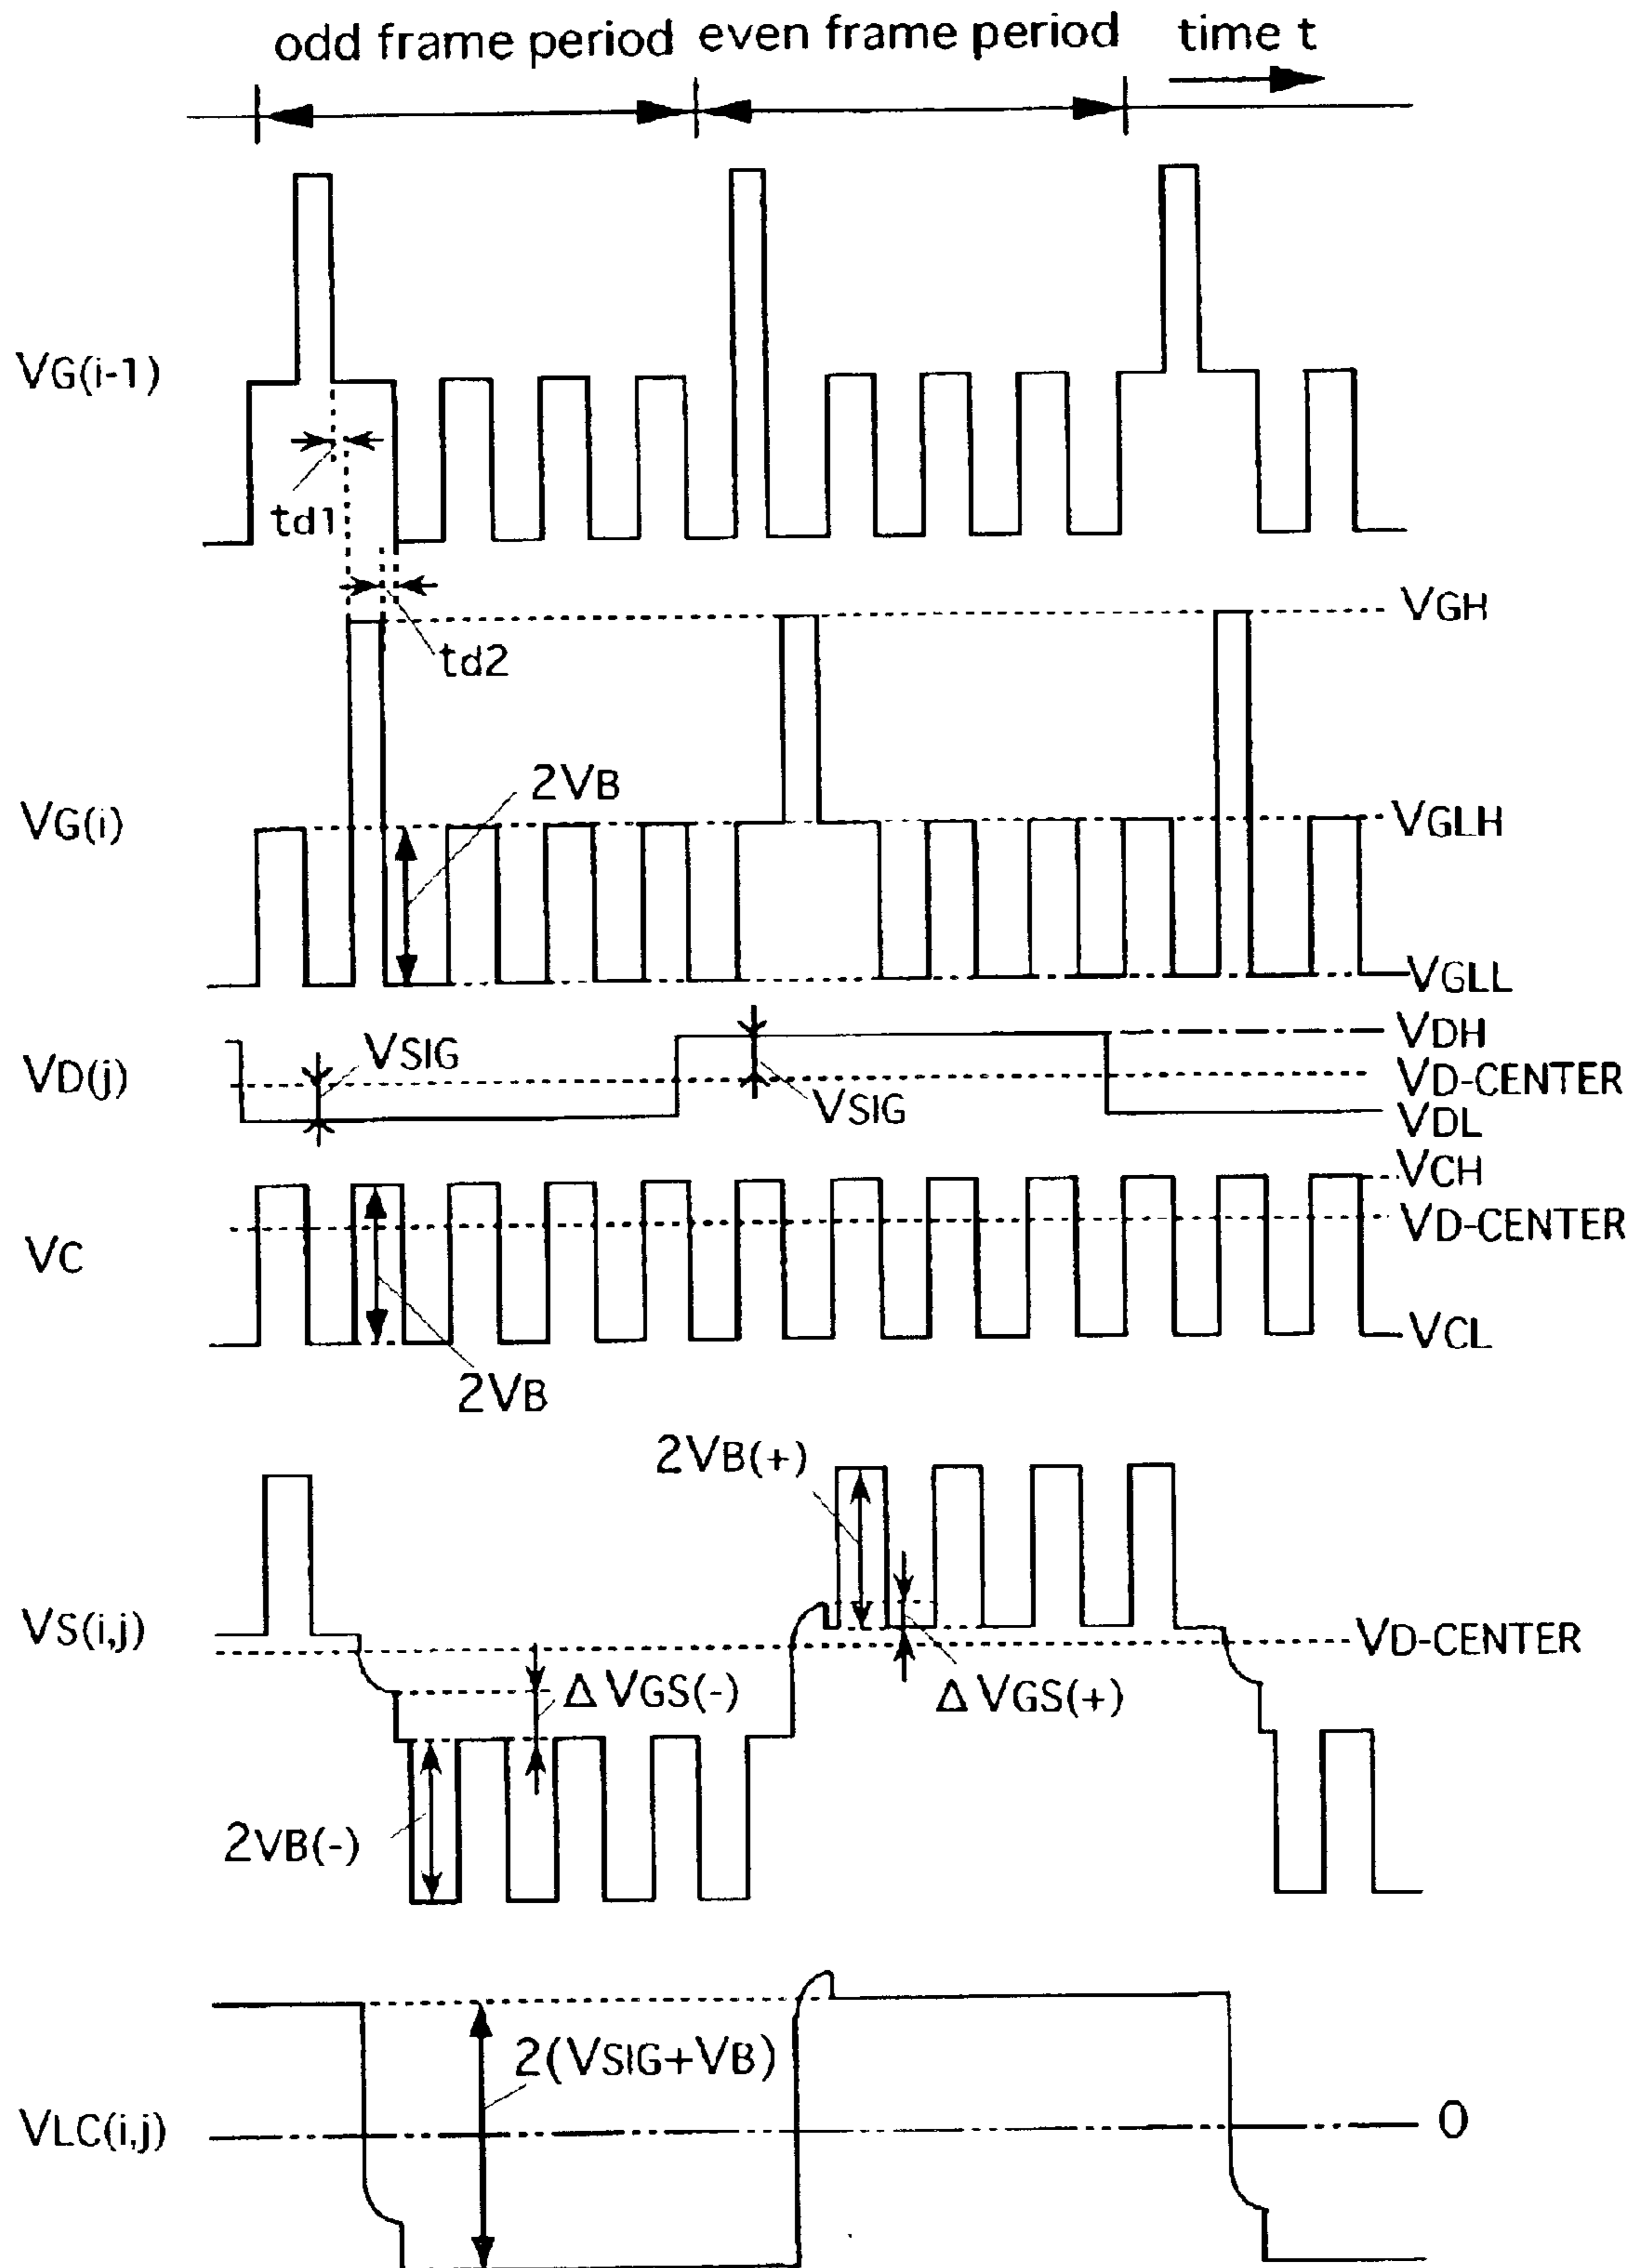 odd frame period even frame period time t
VG(i-1)
td1
VGH
td2
2VB
VG(i)
VGLH
VGLL
VDH
VSIG
VD(j)
VD-CENTER
VSIG
VDL
VCH
VD-CENTER
VC
VCL
2VB
2VB(+)
VS(i,j)
VD-CENTER
Δ VGS(-)
Δ VGS(+)
2VB(-)
2(VSIG+VB)
VLC(i,j)
0